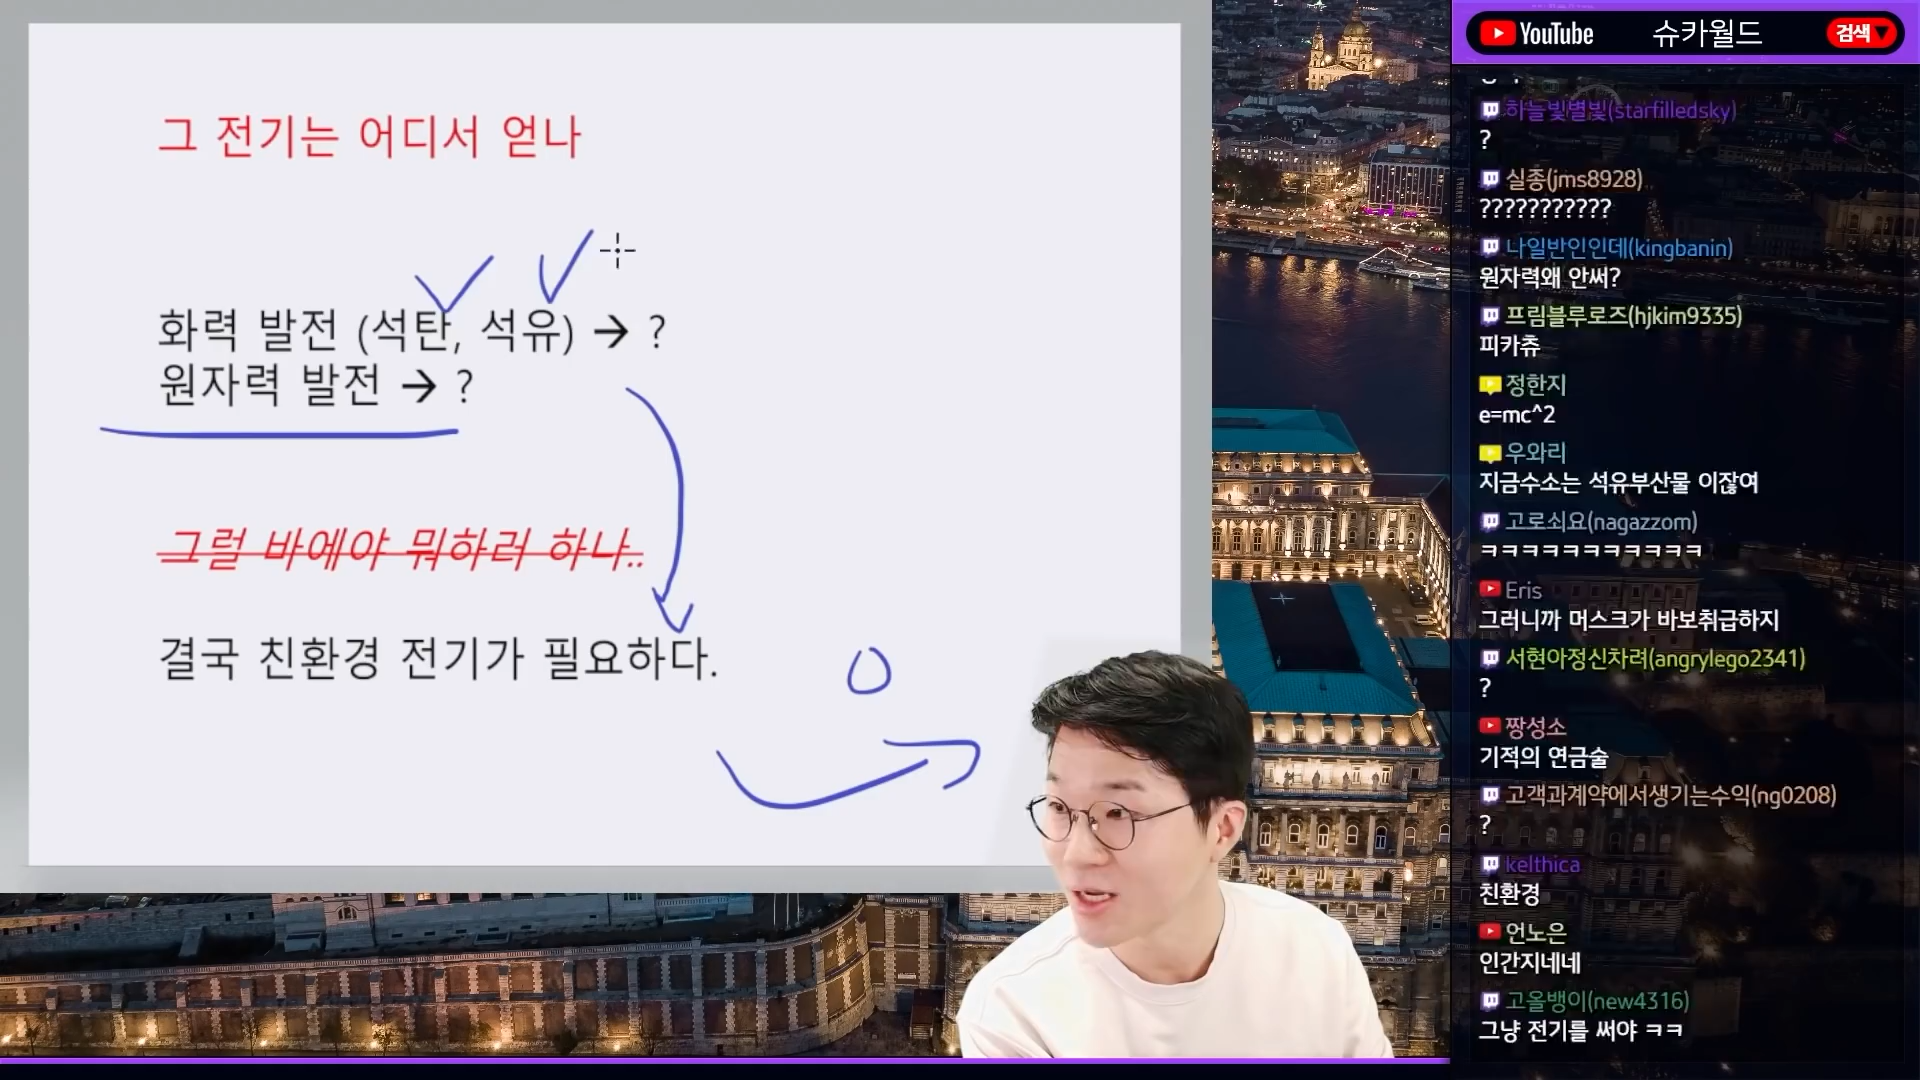 그 전기는 어디서 얻나
화력 발전 (석탄, 석유) → ?
원자력 발전 → ?
그럴 바에야 뭐하러 하나..
결국 친환경 전기가 필요하다.
YouTube 슈카월드 검색▼
하늘빛별빛(starfilledsky)
?
실종(jms8928)
???????????
나일반인인데(kingbanin)
원자력왜 안써?
프림블루로즈(hjkim9335)
피카츄
정한지
e=mc^2
우와리
지금수소는 석유부산물 이잖여
고로쇠요(nagazzom)
ㅋㅋㅋㅋㅋㅋㅋㅋㅋㅋㅋ
Eris
그러니까 머스크가 바보취급하지
서현아정신차려(angrylego2341)
?
짱성소
기적의 연금술
고객과계약에서생기는수익(ng0208)
?
kelthica
친환경
언노은
인간지네네
고올뱅이(new4316)
그냥 전기를 써야 ㅋㅋ